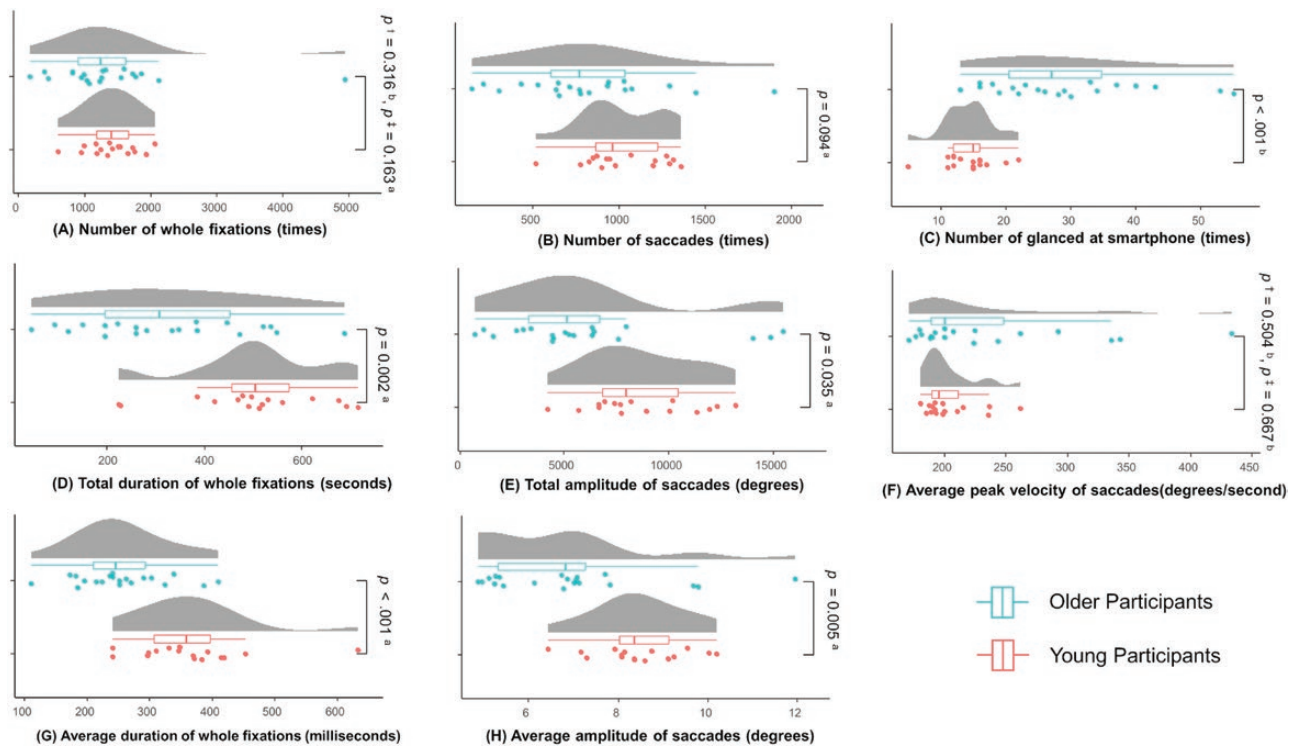 p† = 0.316 b, p‡ = 0.163 a
0 1000 2000 3000 4000 5000
(A) Number of whole fixations (times)
p = 0.094 a
500 1000 1500 2000
(B) Number of saccades (times)
p < .001 b
10 20 30 40 50
(C) Number of glanced at smartphone (times)
p = 0.002 a
200 400 600
(D) Total duration of whole fixations (seconds)
p = 0.035 a
0 5000 10000 15000
(E) Total amplitude of saccades (degrees)
p† = 0.504 b, p‡ = 0.667 b
200 250 300 350 400 450
(F) Average peak velocity of saccades(degrees/second)
p < .001 a
100 200 300 400 500 600
(G) Average duration of whole fixations (milliseconds)
p = 0.005 a
6 8 10 12
(H) Average amplitude of saccades (degrees)
Older Participants
Young Participants